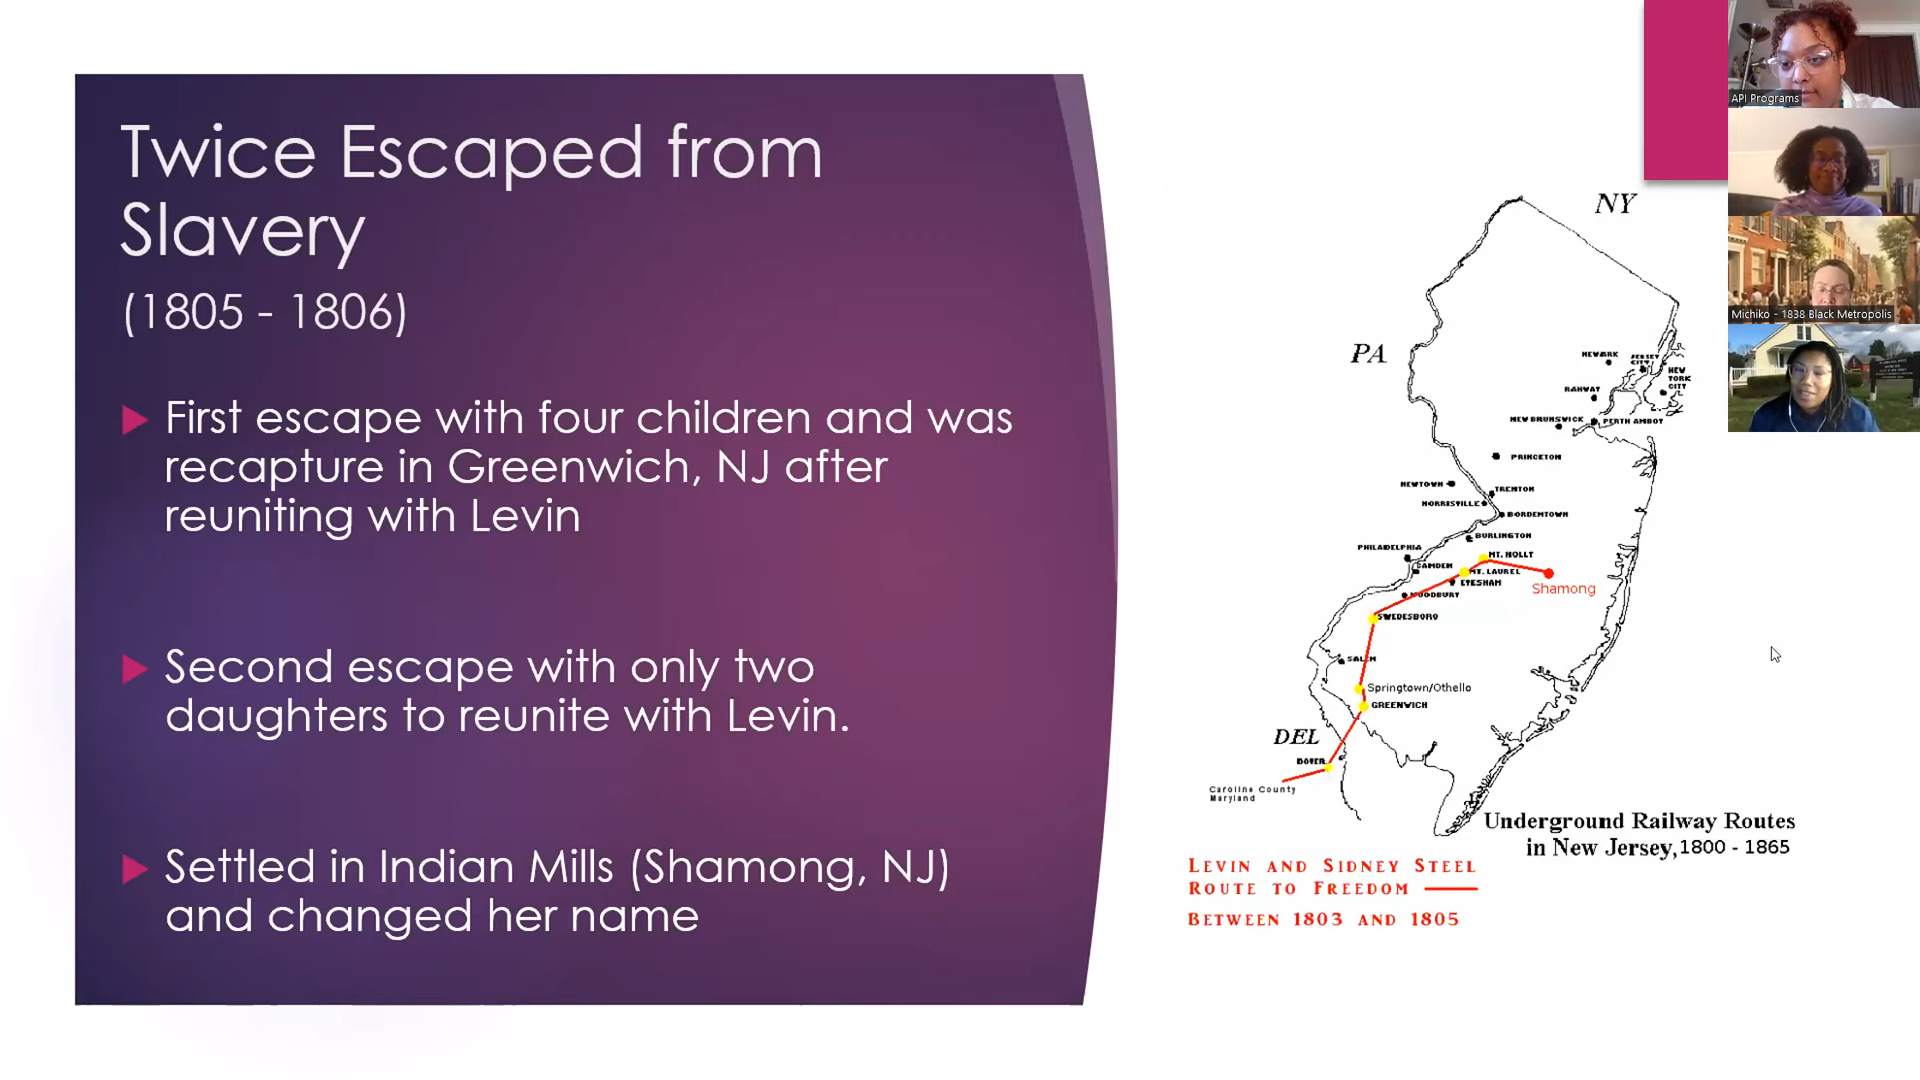 Twice Escaped from
Slavery
(1805 - 1806)
First escape with four children and was
recapture in Greenwich, NJ after
reuniting with Levin
Second escape with only two
daughters to reunite with Levin.
Settled in Indian Mills (Shamong, NJ)
and changed her name
NY
PA
NEWARK
JERSEY
CITY
NEW
YORK
CITY
RAHWAY
NEW BRUNSWICK
PERTH AMBOY
PRINCETON
NEWTOWN
TRENTON
MORRISVILLE
BORDENTOWN
BURLINGTON
PHILADELPHIA
MT. HOLLY
CAMDEN
MT. LAUREL
EVESHAM
Shamong
WOODBURY
SWEDESBORO
SALEM
Springtown/Othello
GREENWICH
DEL
DOVER
Caroline County
Maryland
Underground Railway Routes
in New Jersey, 1800 - 1865
LEVIN AND SIDNEY STEEL
ROUTE TO FREEDOM
BETWEEN 1803 AND 1805
API Programs
Michiko - 1838 Black Metropolis